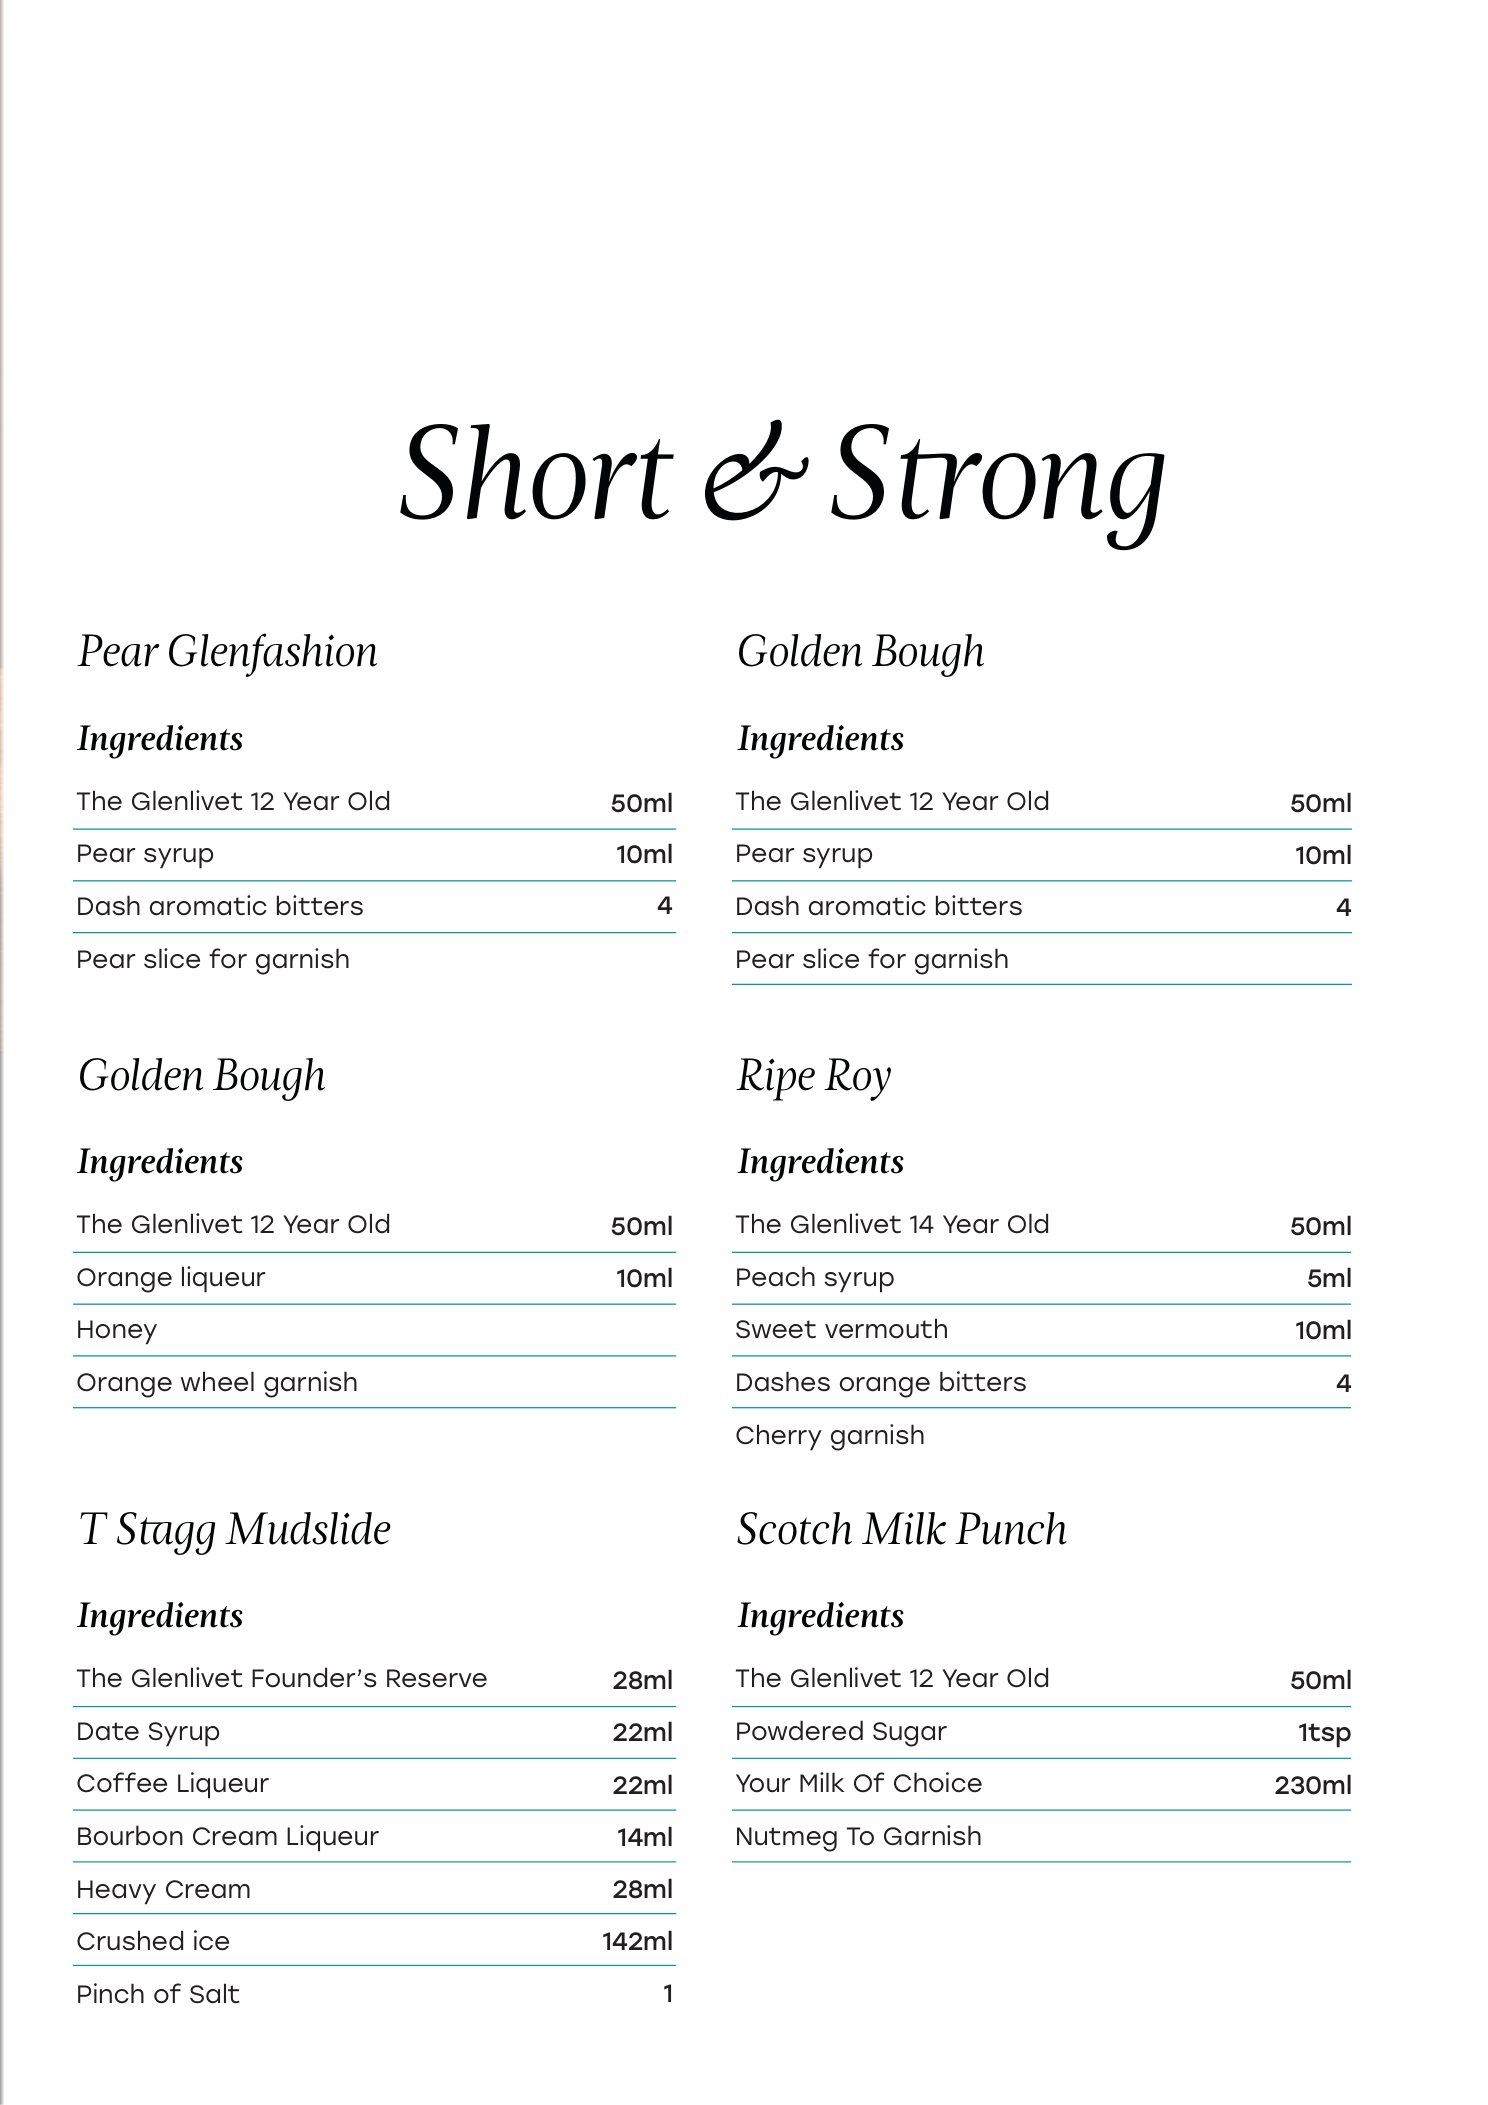 Short & Strong
Pear Glenfashion
Ingredients
The Glenlivet 12 Year Old 50ml
Pear syrup 10ml
Dash aromatic bitters 4
Pear slice for garnish
Golden Bough
Ingredients
The Glenlivet 12 Year Old 50ml
Pear syrup 10ml
Dash aromatic bitters 4
Pear slice for garnish
Golden Bough
Ingredients
The Glenlivet 12 Year Old 50ml
Orange liqueur 10ml
Honey
Orange wheel garnish
Ripe Roy
Ingredients
The Glenlivet 14 Year Old 50ml
Peach syrup 5ml
Sweet vermouth 10ml
Dashes orange bitters 4
Cherry garnish
T Stagg Mudslide
Ingredients
The Glenlivet Founder’s Reserve 28ml
Date Syrup 22ml
Coffee Liqueur 22ml
Bourbon Cream Liqueur 14ml
Heavy Cream 28ml
Crushed ice 142ml
Pinch of Salt 1
Scotch Milk Punch
Ingredients
The Glenlivet 12 Year Old 50ml
Powdered Sugar 1tsp
Your Milk Of Choice 230ml
Nutmeg To Garnish